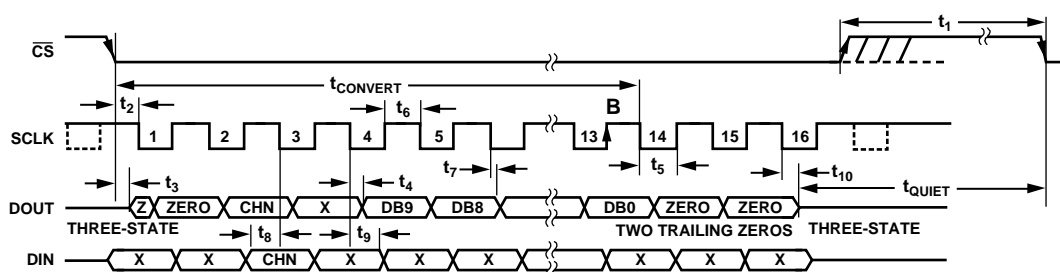 t1
CS
tCONVERT
t2
t6
B
SCLK
1 2 3 4 5 13 14 15 16
t3
t7
t4
t5
t10
tQUIET
DOUT
Z ZERO CHN X DB9 DB8 DB0 ZERO ZERO
THREE-STATE
t8
t9
TWO TRAILING ZEROS
THREE-STATE
DIN
X X CHN X X X X X X